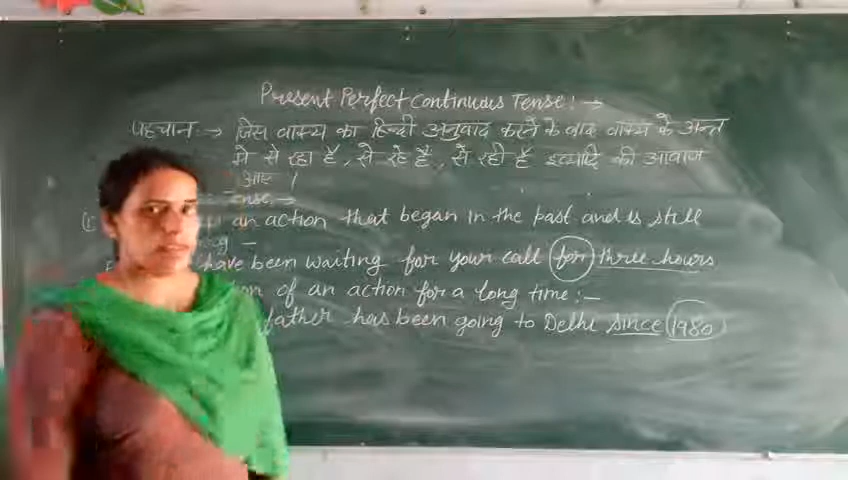 Present Perfect Continuous Tense : →
पहचान → जिस वाक्य का हिन्दी अनुवाद करने के बाद वाक्य के अन्त
मे से रहा है, से रहे हैं, से रही हैं इत्यादि की आवाज
आए ।
an action that began in the past and is still
have been waiting for your call for three hours
of an action for a long time :-
father has been going to Delhi since 1980